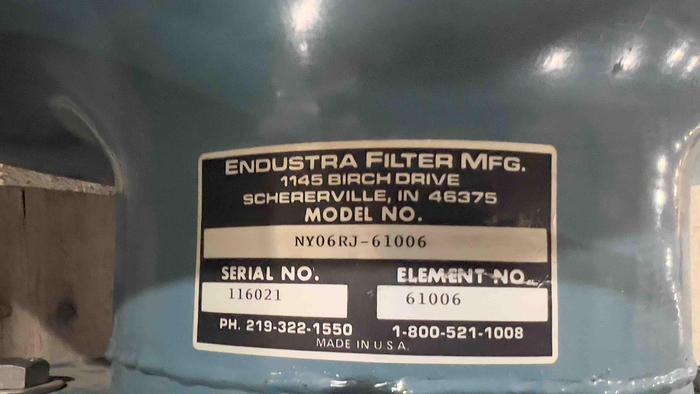 ENDUSTRA FILTER MFG.
1145 BIRCH DRIVE
SCHERERVILLE, IN 46375
MODEL NO.
NY06RJ-61006
SERIAL NO. ELEMENT NO.
116021 61006
PH. 219-322-1550 1-800-521-1008
MADE IN U.S.A.